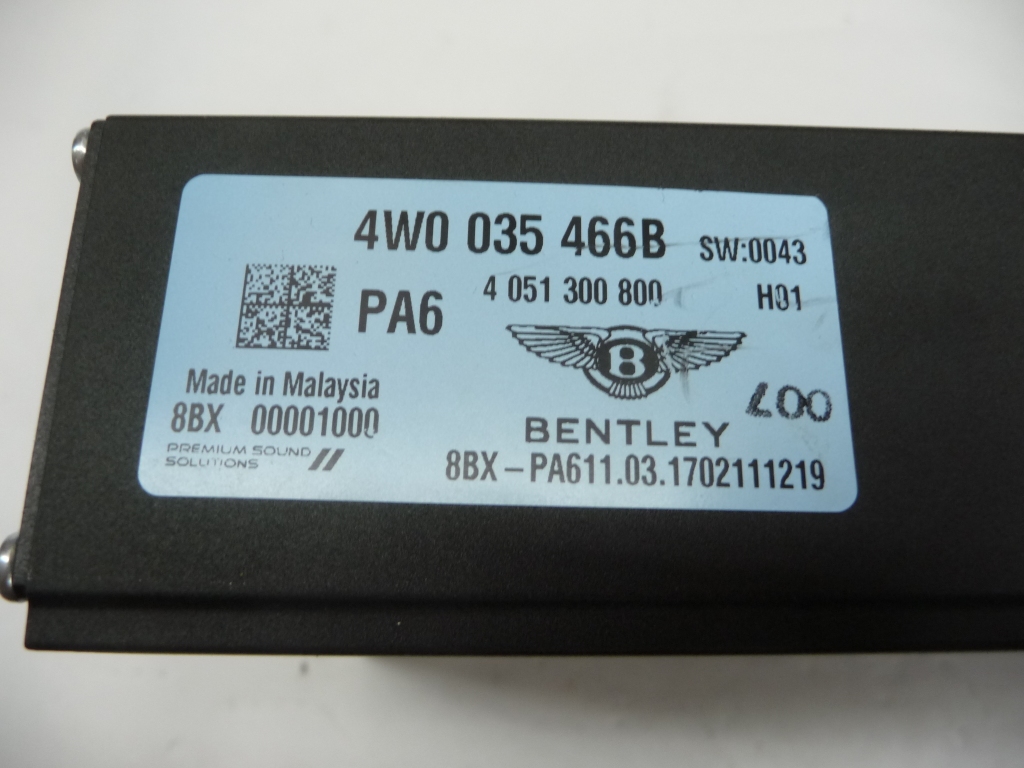 4W0 035 466B SW:0043
4 051 300 800 H01
PA6
B
Made in Malaysia
8BX 00001000
PREMIUM SOUND
SOLUTIONS
BENTLEY
007
8BX-PA611.03.1702111219